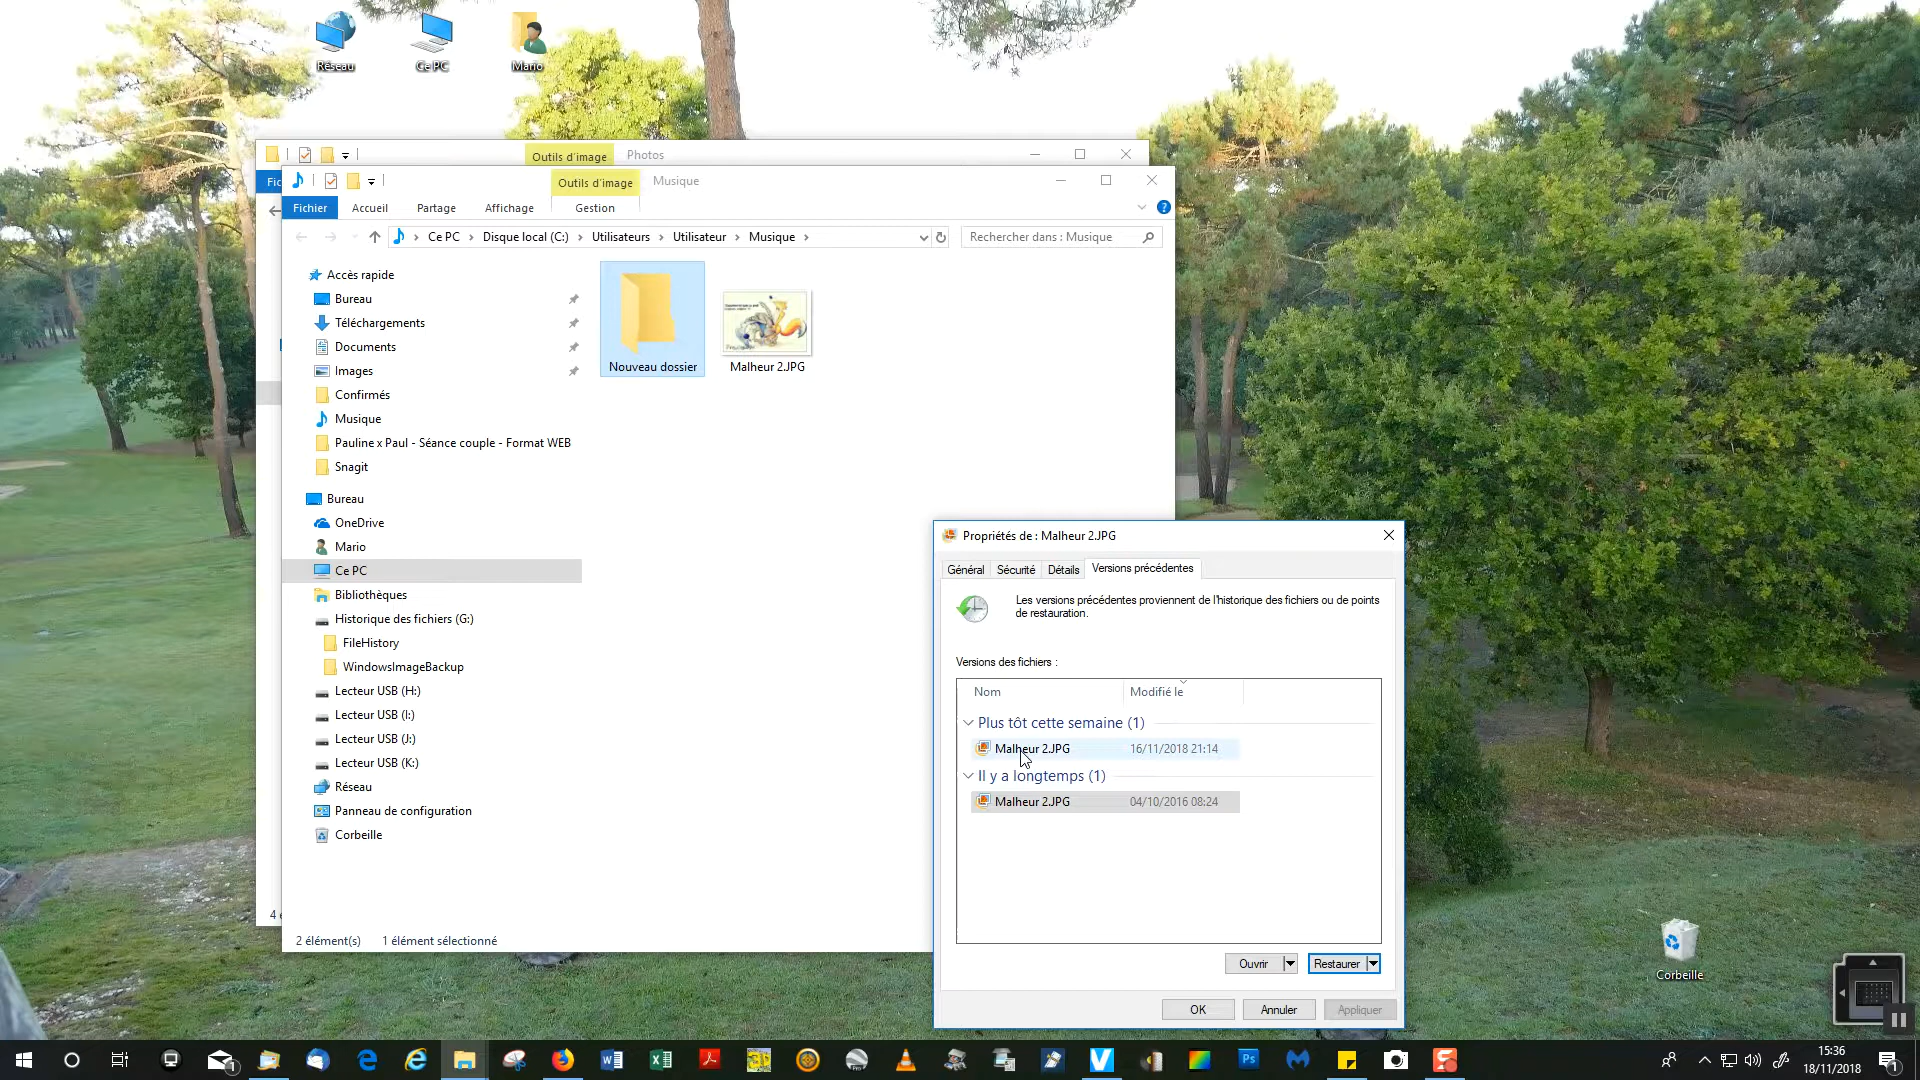 Réseau
Ce PC
Mario
Outils d'image
Photos
Fic
Outils d'image
Musique
Fichier
Accueil
Partage
Affichage
Gestion
Ce PC
Disque local (C:)
Utilisateurs
Utilisateur
Musique
Rechercher dans : Musique
Accès rapide
Bureau
Téléchargements
Documents
Images
Confirmés
Musique
Pauline x Paul - Séance couple - Format WEB
Snagit
Bureau
OneDrive
Mario
Ce PC
Bibliothèques
Historique des fichiers (G:)
FileHistory
WindowsImageBackup
Lecteur USB (H:)
Lecteur USB (I:)
Lecteur USB (J:)
Lecteur USB (K:)
Réseau
Panneau de configuration
Corbeille
Nouveau dossier
Malheur 2.JPG
4 é
2 élément(s)
1 élément sélectionné
Propriétés de : Malheur 2.JPG
Général
Sécurité
Détails
Versions précédentes
Les versions précédentes proviennent de l'historique des fichiers ou de points
de restauration.
Versions des fichiers :
Nom
Modifié le
Plus tôt cette semaine (1)
Malheur 2.JPG
16/11/2018 21:14
Il y a longtemps (1)
Malheur 2.JPG
04/10/2016 08:24
Ouvrir
Restaurer
OK
Annuler
Appliquer
Corbeille
15:36
18/11/2018